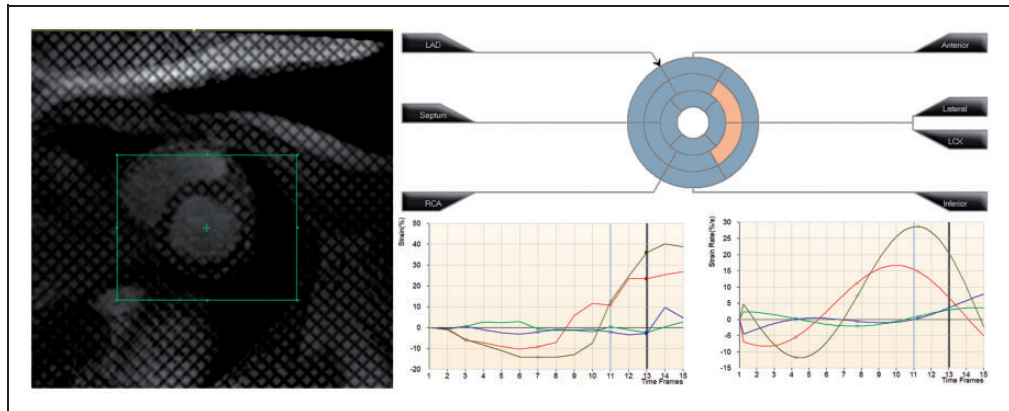 LAD
Anterior
Septum
Lateral
LCX
RCA
Inferior
Strain(%)
50
40
30
20
10
0
-10
-20
1 2 3 4 5 6 7 8 9 10 11 12 13 14 15
Time Frames
Strain Rate(%/s)
30
25
20
15
10
5
0
-5
-10
-15
1 2 3 4 5 6 7 8 9 10 11 12 13 14 15
Time Frames